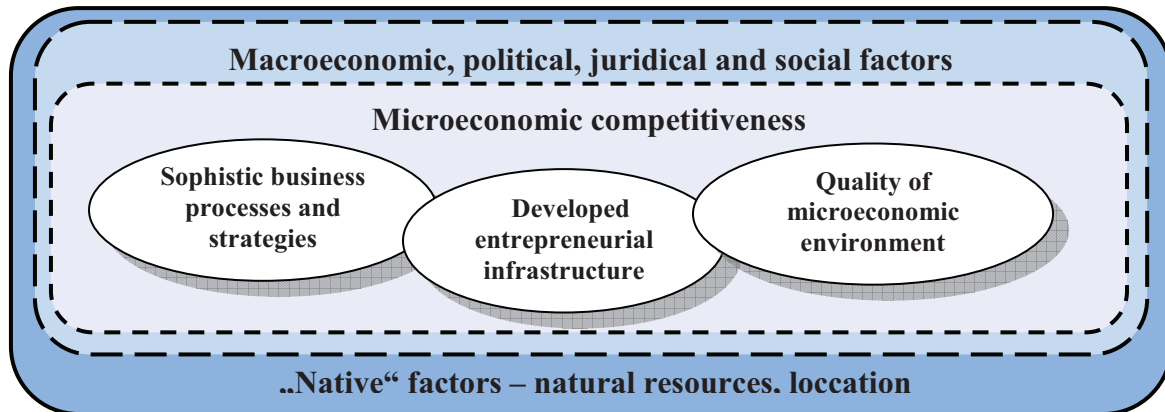 Macroeconomic, political, juridical and social factors
Microeconomic competitiveness
Sophistic business
processes and
strategies
Developed
entrepreneurial
infrastructure
Quality of
microeconomic
environment
„Native“ factors – natural resources, loccation